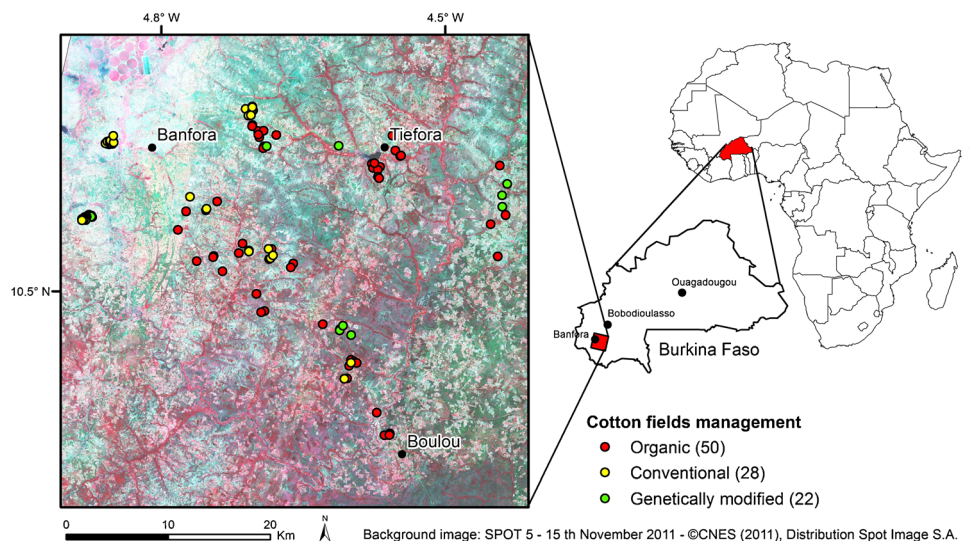 4.8° W
4.5° W
Banfora
Tiefora
10.5° N
Boulou
Ouagadougou
Bobodioulasso
Banfora
Burkina Faso
Cotton fields management
Organic (50)
Conventional (28)
Genetically modified (22)
0 10 20 Km
N
Background image: SPOT 5 - 15 th November 2011 - ©CNES (2011), Distribution Spot Image S.A.